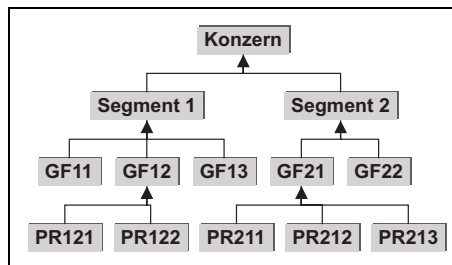 Konzern
Segment 1 Segment 2
GF11 GF12 GF13 GF21 GF22
PR121 PR122 PR211 PR212 PR213